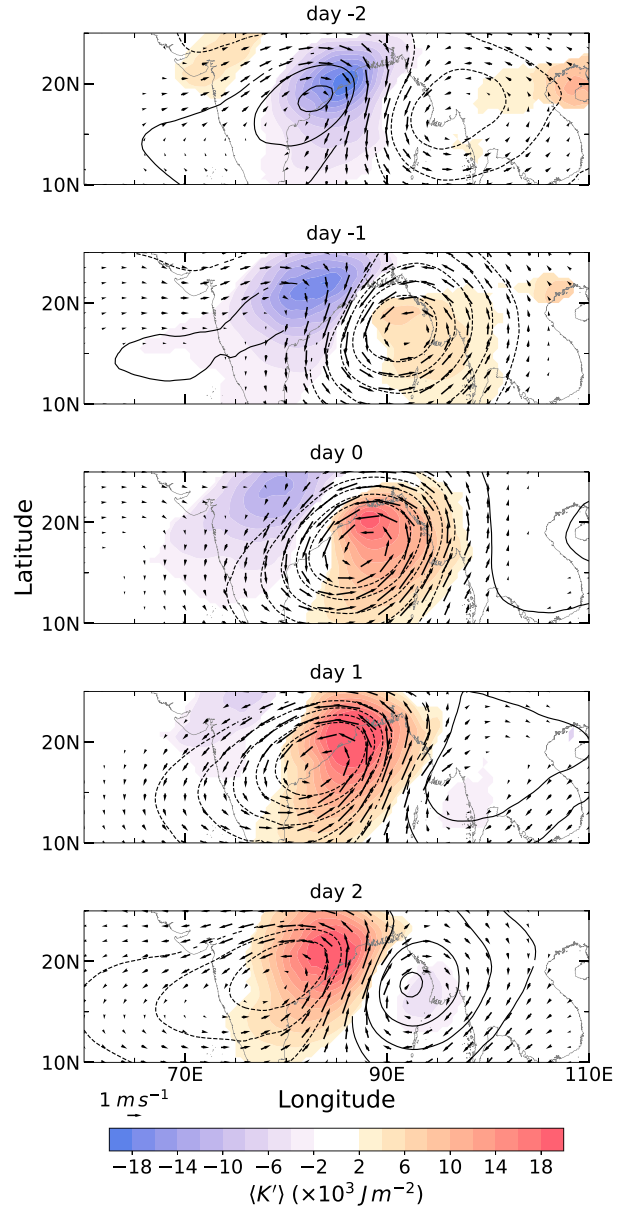 day -2
20N
10N
day -1
20N
10N
day 0
20N
10N
Latitude
day 1
20N
10N
day 2
20N
10N
70E 90E 110E
1 m s⁻¹
Longitude
−18 −14 −10 −6 −2 2 6 10 14 18
⟨K′⟩ (×10³ J m⁻²)